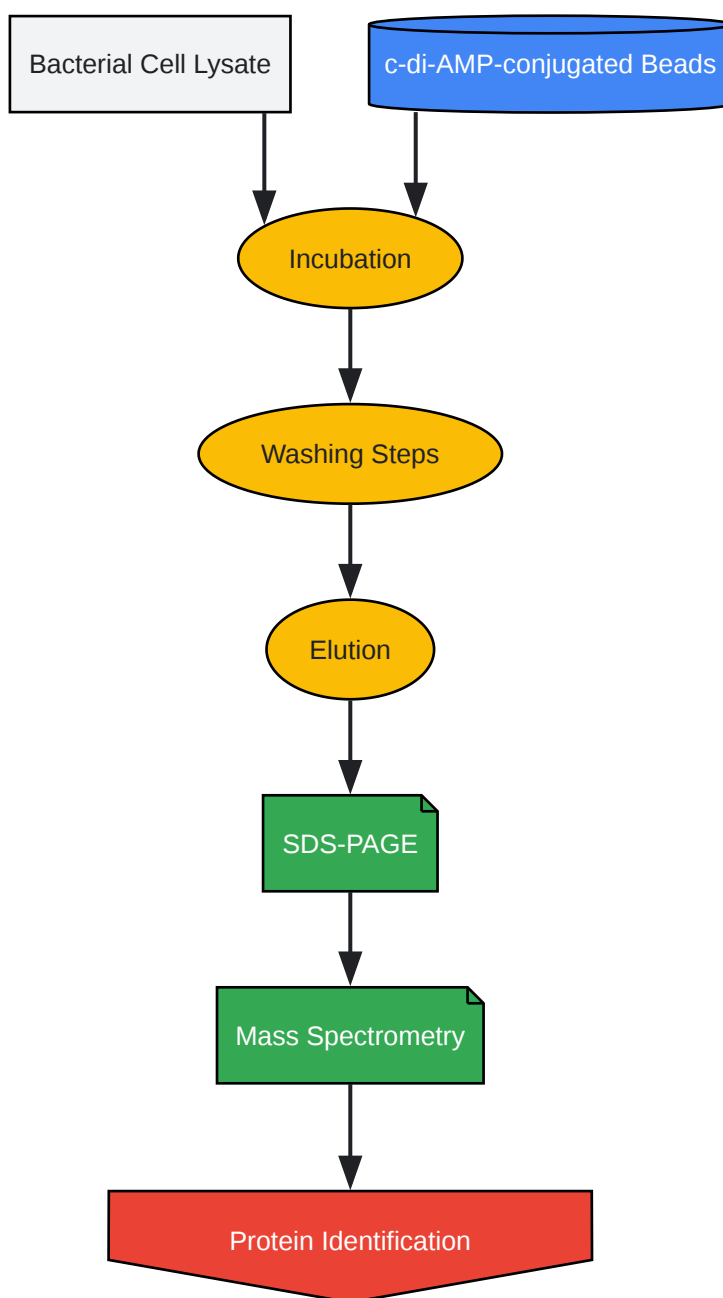 Bacterial Cell Lysate
c-di-AMP-conjugated Beads
Incubation
Washing Steps
Elution
SDS-PAGE
Mass Spectrometry
Protein Identification